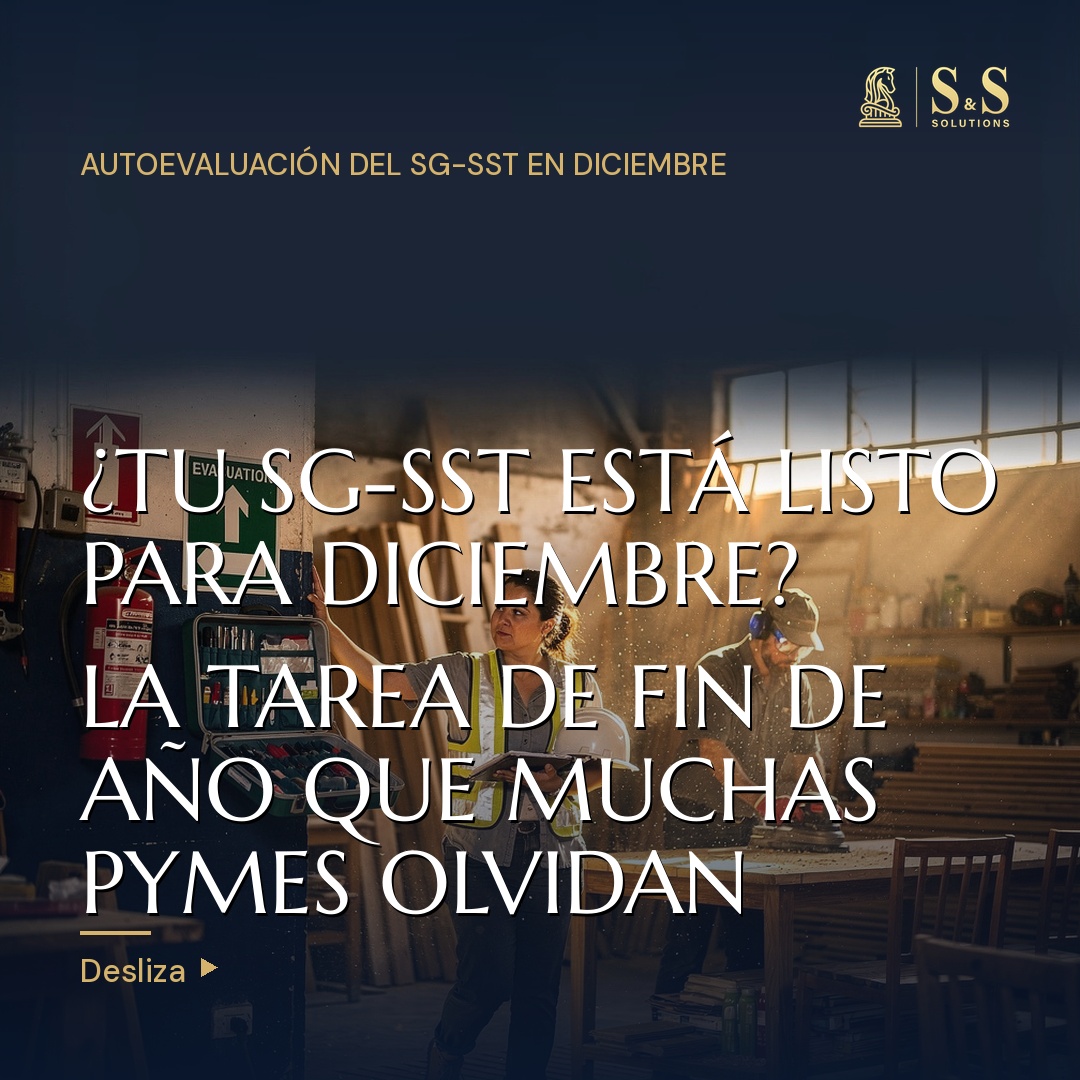 S&S
SOLUTIONS
AUTOEVALUACIÓN DEL SG-SST EN DICIEMBRE
EVALUATION
¿TU SG-SST ESTÁ LISTO
PARA DICIEMBRE?
LA TAREA DE FIN DE
AÑO QUE MUCHAS
PYMES OLVIDAN
Desliza